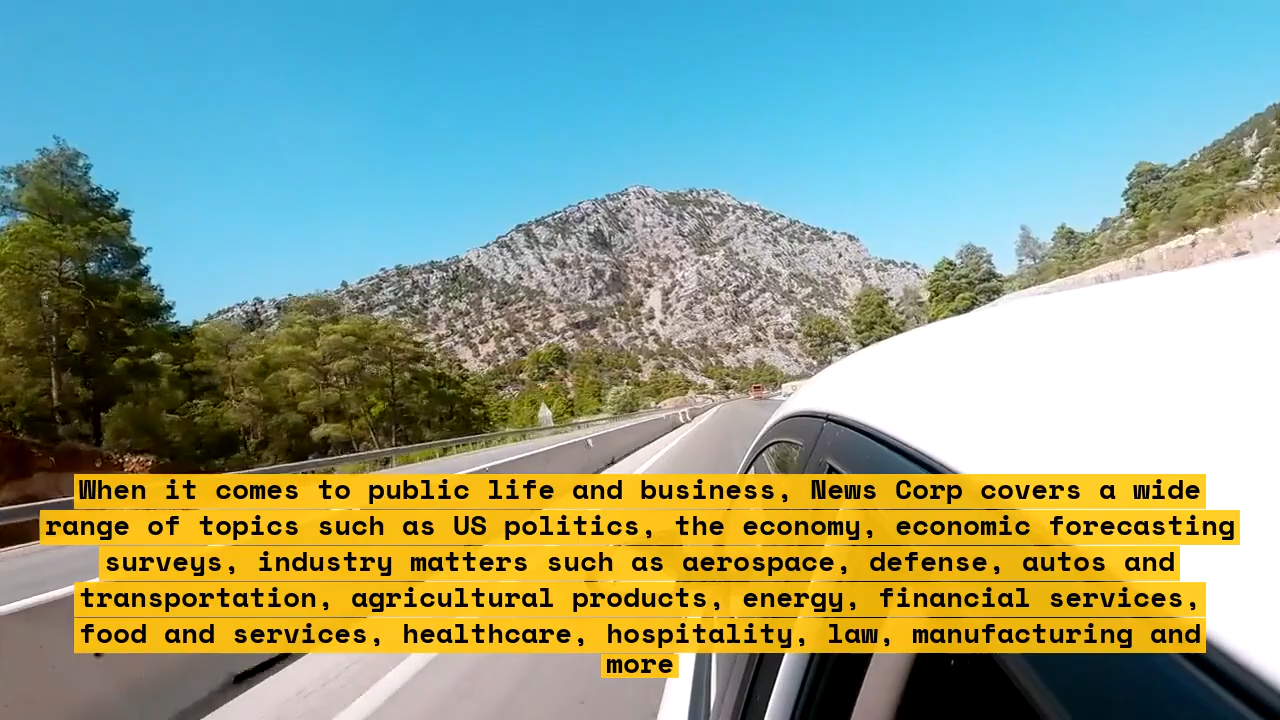 When it comes to public life and business, News Corp covers a wide
range of topics such as US politics, the economy, economic forecasting
surveys, industry matters such as aerospace, defense, autos and
transportation, agricultural products, energy, financial services,
food and services, healthcare, hospitality, law, manufacturing and
more